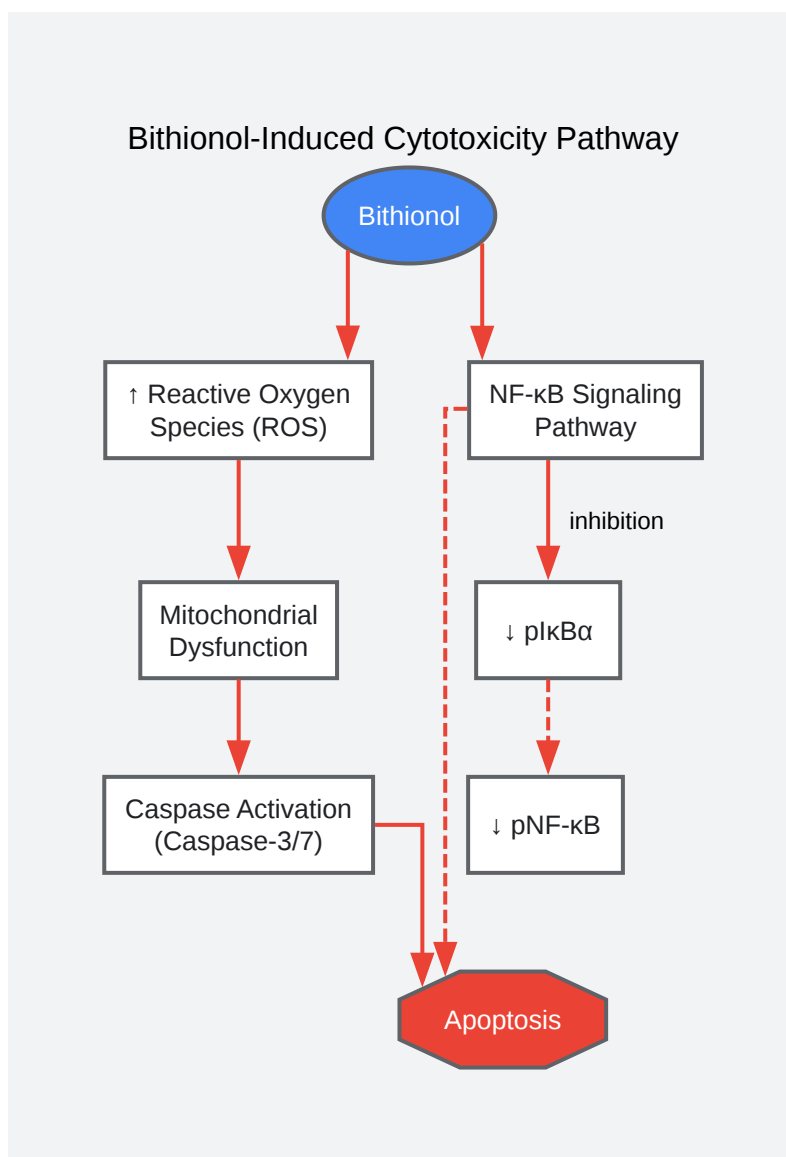 Bithionol-Induced Cytotoxicity Pathway
Bithionol
↑ Reactive Oxygen
Species (ROS)
NF-κB Signaling
Pathway
inhibition
Mitochondrial
Dysfunction
↓ pIκBα
Caspase Activation
(Caspase-3/7)
↓ pNF-κB
Apoptosis